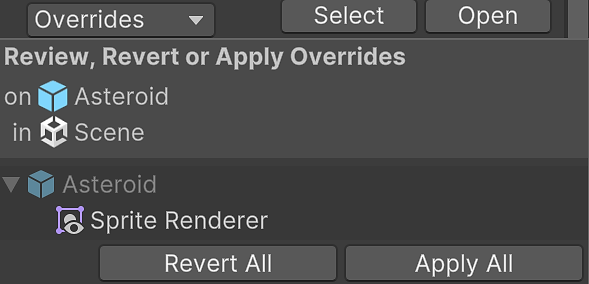 Overrides Select Open
Review, Revert or Apply Overrides
on Asteroid
in Scene
Asteroid
Sprite Renderer
Revert All Apply All